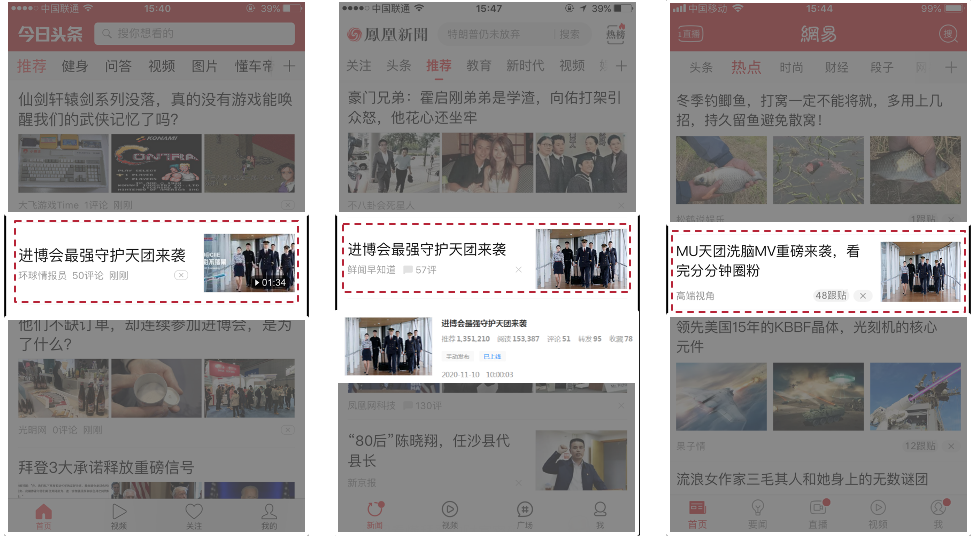 中国联通
15:40
39%
今日头条
搜你想看的
推荐 健身 问答 视频 图片 懂车帝
仙剑轩辕剑系列没落，真的没有游戏能唤
醒我们的武侠记忆了吗?
KONAMI
大飞游戏Time 1评论 刚刚
进博会最强守护天团来袭
环球情报员 50评论 刚刚
01:34
他们不缺订单，却连续参加进博会，是为
了什么?
光朗网 0评论 刚刚
拜登3大承诺释放重磅信号
首页 视频 关注 我的
中国联通
15:47
39%
鳳凰新聞
特酷普仍未放弃
搜索
热榜
关注 头条 推荐 教育 新时代 视频
豪门兄弟：霍启刚弟弟是学渣，向佑打架引
众怒，他花心还坐牢
不八卦会死星人
进博会最强守护天团来袭
鲜闻早知道 57评
进博会最强守护天团来袭
推荐 1,351,210 阅读 153,387 评论 51 转发 95 收藏 78
手动发布 已上线
2020-11-10 10:00:03
凤凰网科技 130评
“80后”陈晓翔，任沙县代
县长
新京报
新闻 视频 广场 我
中国移动
15:44
99%
1直播
網易
搜
头条 热点 时尚 财经 段子
冬季钓鲫鱼，打窝一定不能将就，多用上几
招，持久留鱼避免散窝！
1跟贴
MU天团洗脑MV重磅来袭，看
完分分钟圈粉
高端视角
48跟贴
领先美国15年的KBBF晶体，光刻机的核心
元件
12跟贴
流浪女作家三毛其人和她身上的无数谜团
首页 要闻 直播 视频 我